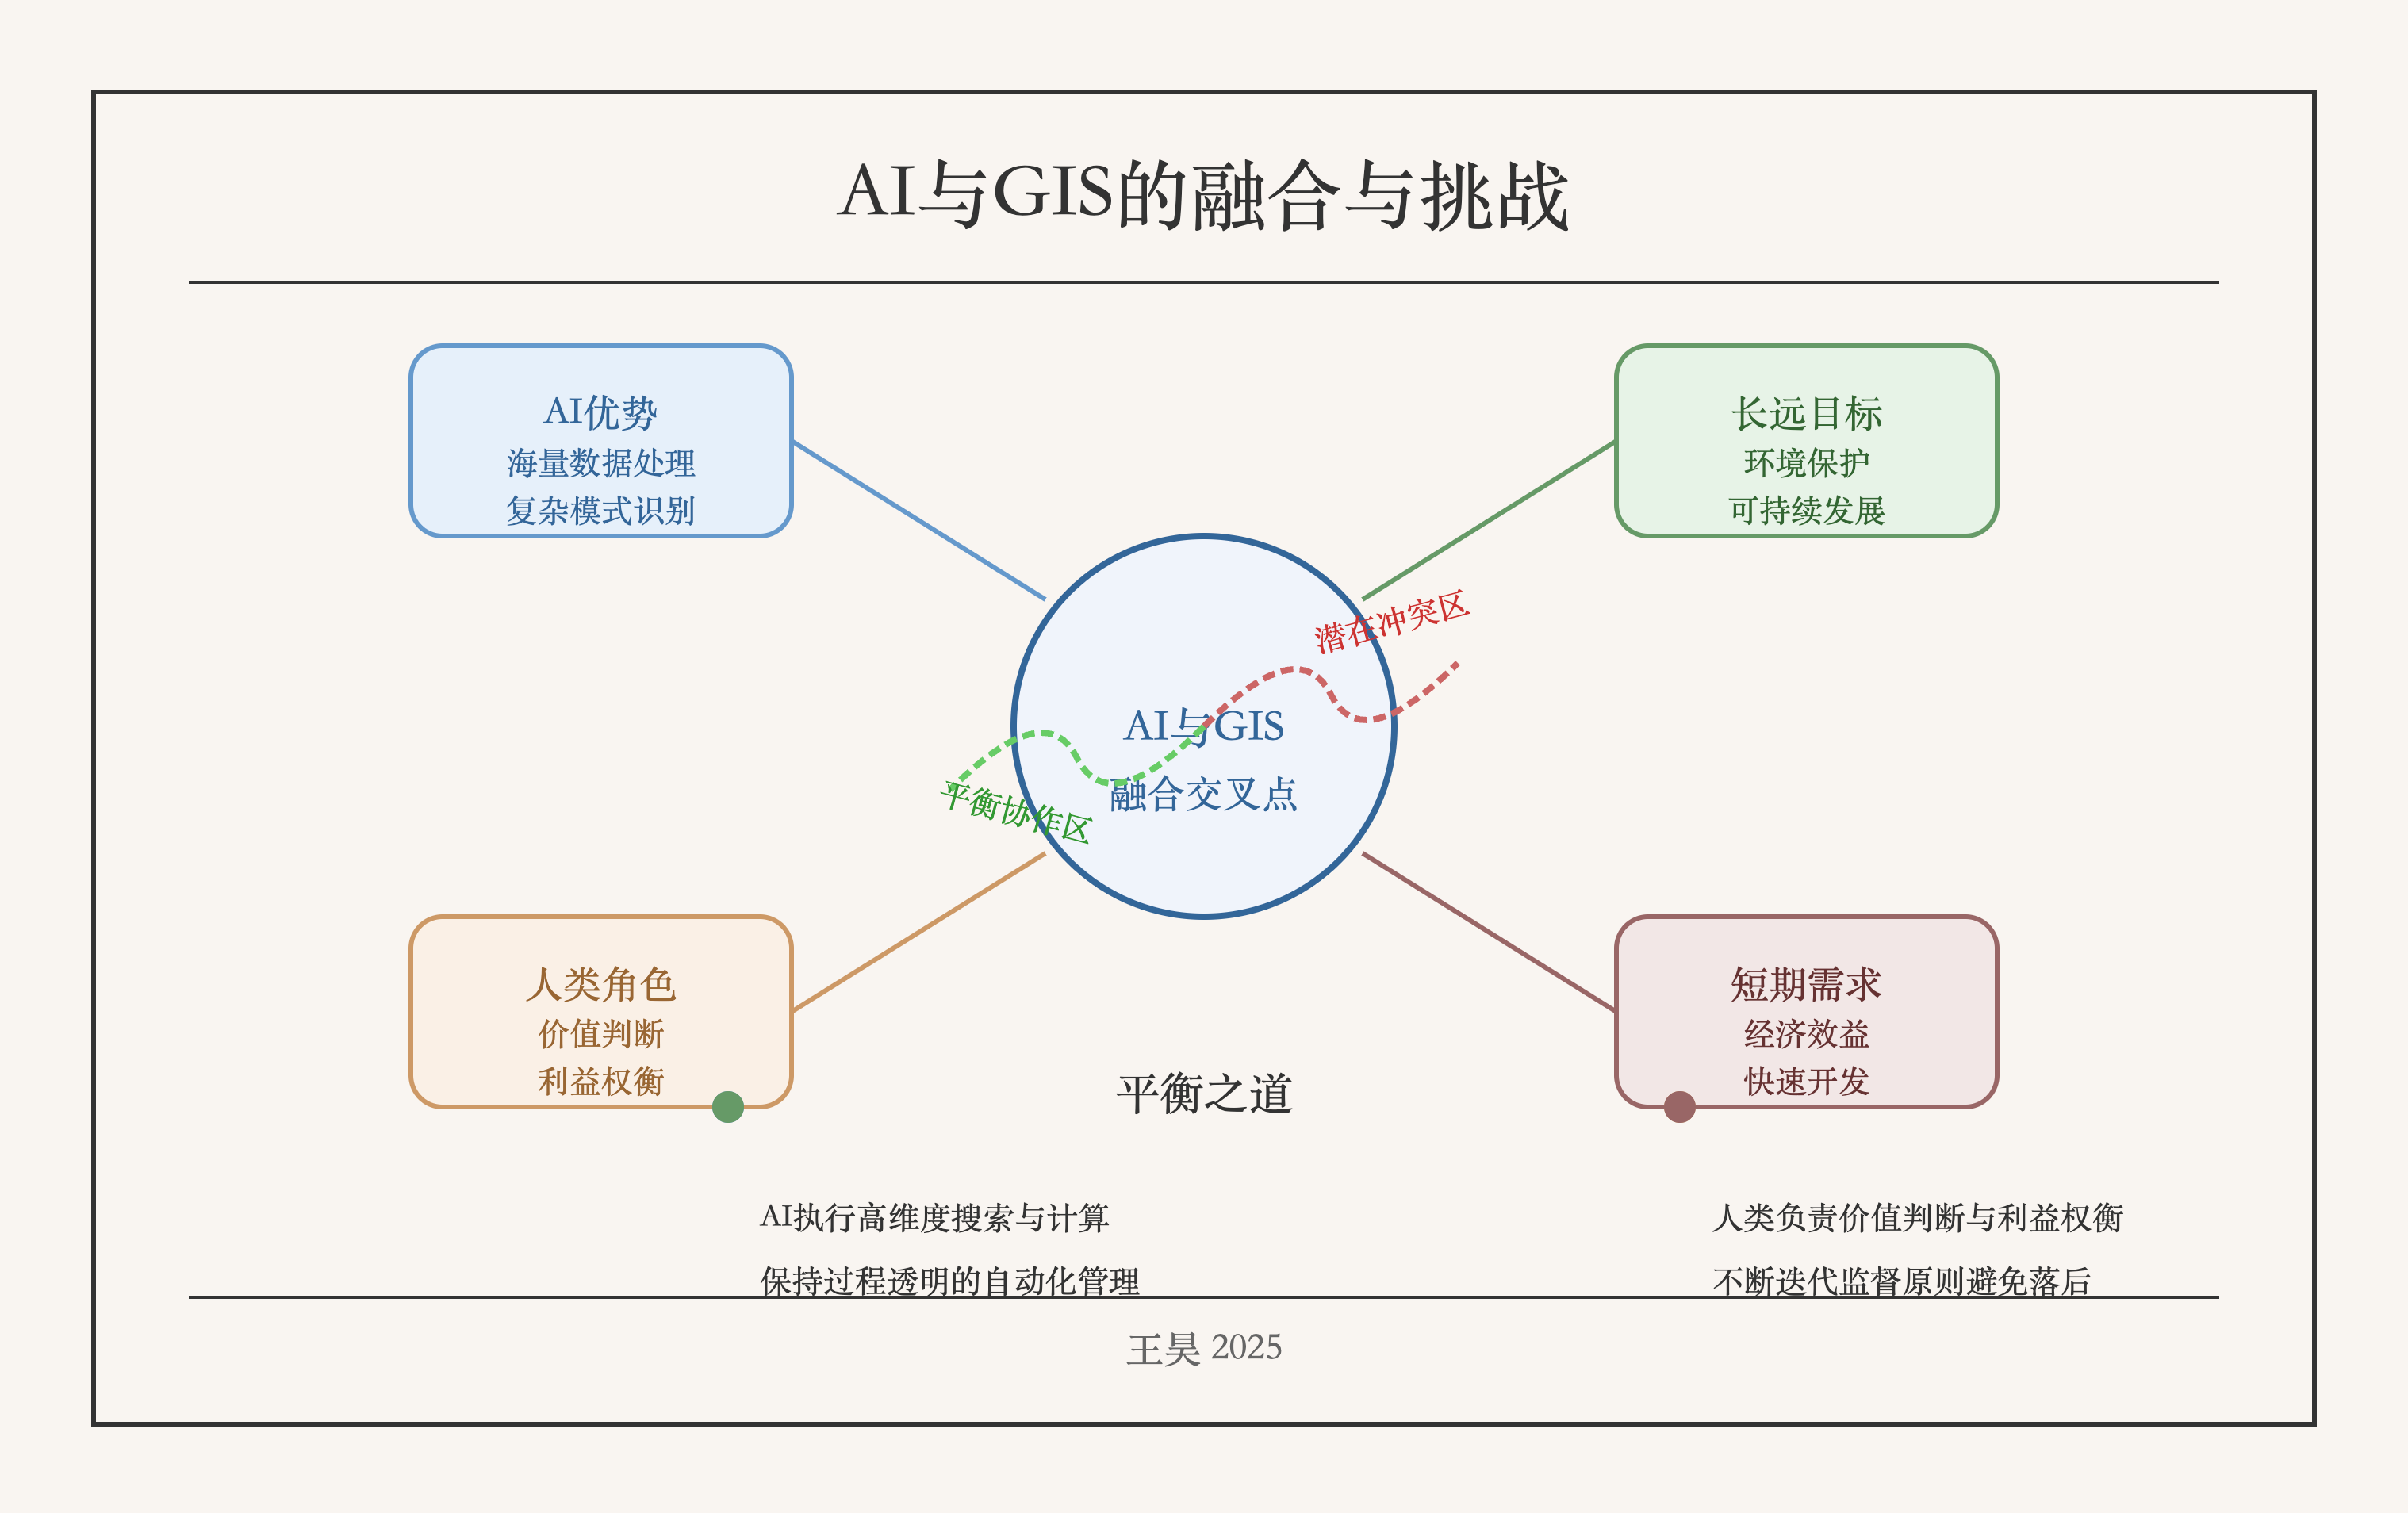 AI与GIS的融合与挑战
AI优势
海量数据处理
复杂模式识别
长远目标
环境保护
可持续发展
潜在冲突区
AI与GIS
融合交叉点
平衡协作区
人类角色
价值判断
利益权衡
短期需求
经济效益
快速开发
平衡之道
AI执行高维度搜索与计算
保持过程透明的自动化管理
人类负责价值判断与利益权衡
不断迭代监督原则避免落后
王昊 2025